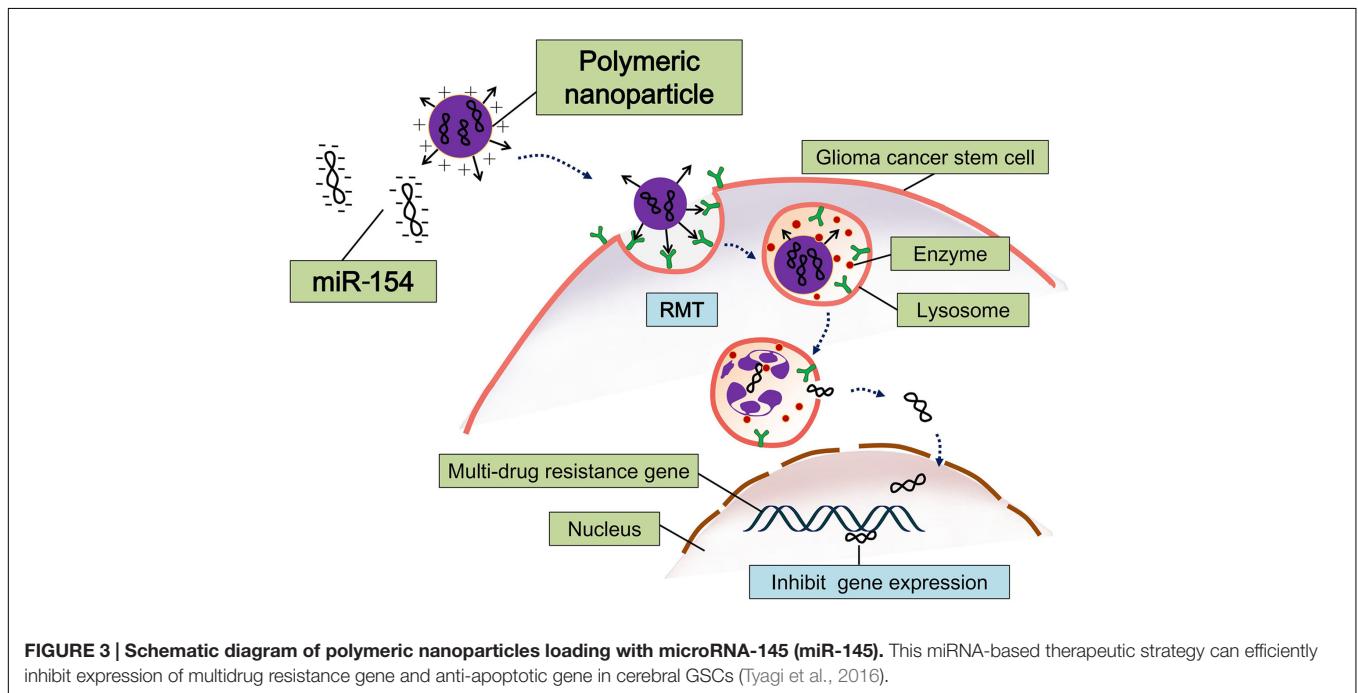 Polymeric
nanoparticle
Glioma cancer stem cell
miR-154
Enzyme
Lysosome
RMT
Multi-drug resistance gene
Nucleus
Inhibit gene expression
FIGURE 3 | Schematic diagram of polymeric nanoparticles loading with microRNA-145 (miR-145). This miRNA-based therapeutic strategy can efficiently
inhibit expression of multidrug resistance gene and anti-apoptotic gene in cerebral GSCs (Tyagi et al., 2016).